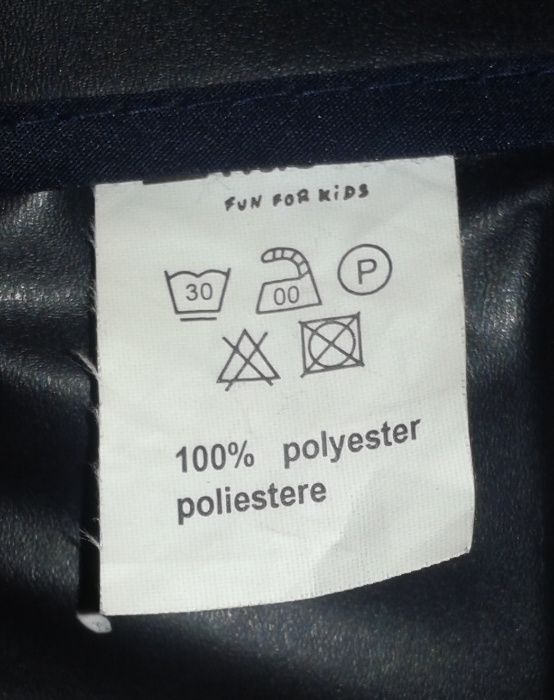 FUN FOR KiDS
30 00 P
100% polyester
poliestere